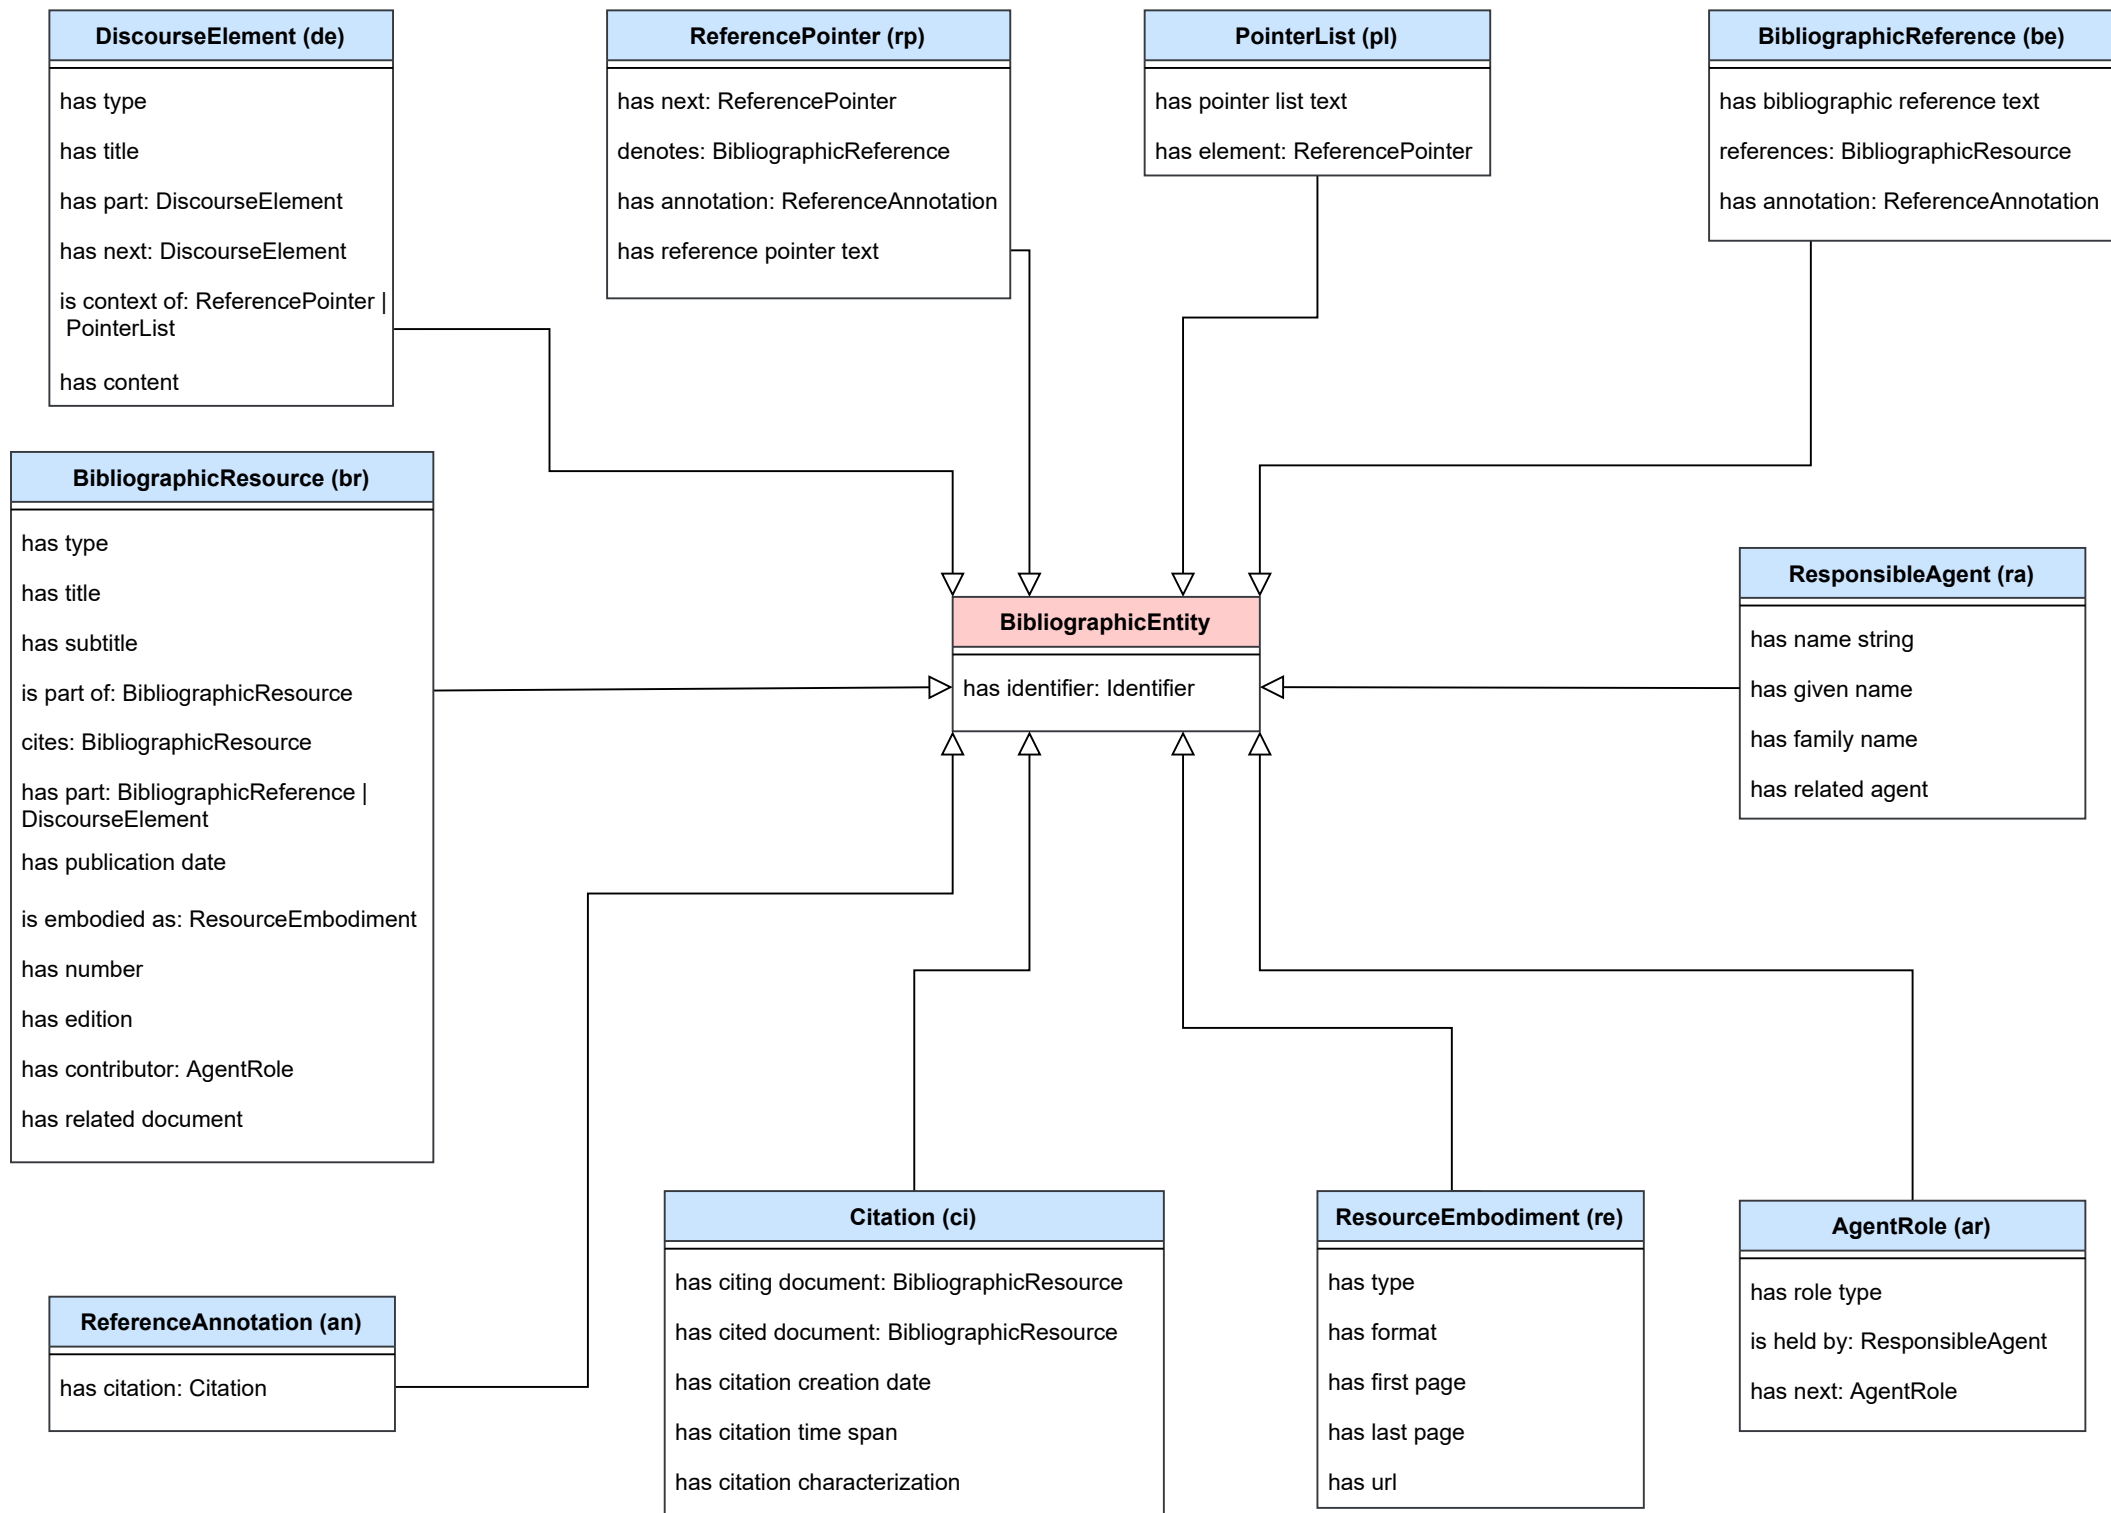 DiscourseElement (de)
has type
has title
has part: DiscourseElement
has next: DiscourseElement
is context of: ReferencePointer |
PointerList
has content
ReferencePointer (rp)
has next: ReferencePointer
denotes: BibliographicReference
has annotation: ReferenceAnnotation
has reference pointer text
PointerList (pl)
has pointer list text
has element: ReferencePointer
BibliographicReference (be)
has bibliographic reference text
references: BibliographicResource
has annotation: ReferenceAnnotation
BibliographicResource (br)
has type
has title
has subtitle
is part of: BibliographicResource
cites: BibliographicResource
has part: BibliographicReference |
DiscourseElement
has publication date
is embodied as: ResourceEmbodiment
has number
has edition
has contributor: AgentRole
has related document
BibliographicEntity
has identifier: Identifier
ResponsibleAgent (ra)
has name string
has given name
has family name
has related agent
ReferenceAnnotation (an)
has citation: Citation
Citation (ci)
has citing document: BibliographicResource
has cited document: BibliographicResource
has citation creation date
has citation time span
has citation characterization
ResourceEmbodiment (re)
has type
has format
has first page
has last page
has url
AgentRole (ar)
has role type
is held by: ResponsibleAgent
has next: AgentRole